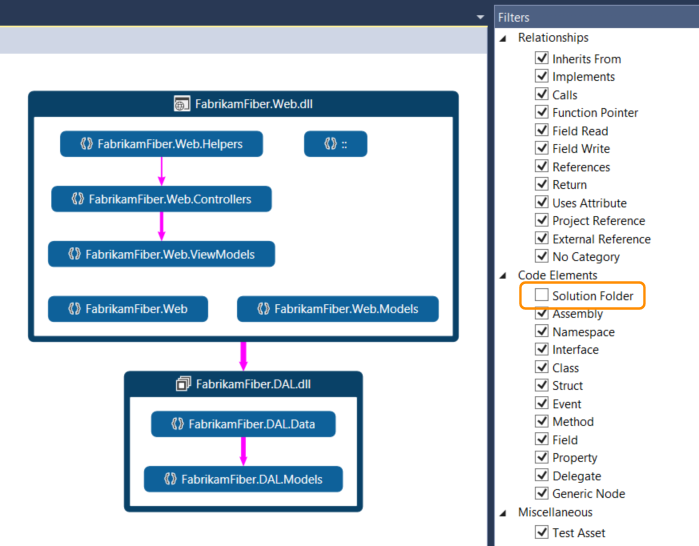 FabrikamFiber.Web.dll
FabrikamFiber.Web.Helpers
::
FabrikamFiber.Web.Controllers
FabrikamFiber.Web.ViewModels
FabrikamFiber.Web
FabrikamFiber.Web.Models
FabrikamFiber.DAL.dll
FabrikamFiber.DAL.Data
FabrikamFiber.DAL.Models
Filters
Relationships
Inherits From
Implements
Calls
Function Pointer
Field Read
Field Write
References
Return
Uses Attribute
Project Reference
External Reference
No Category
Code Elements
Solution Folder
Assembly
Namespace
Interface
Class
Struct
Event
Method
Field
Property
Delegate
Generic Node
Miscellaneous
Test Asset